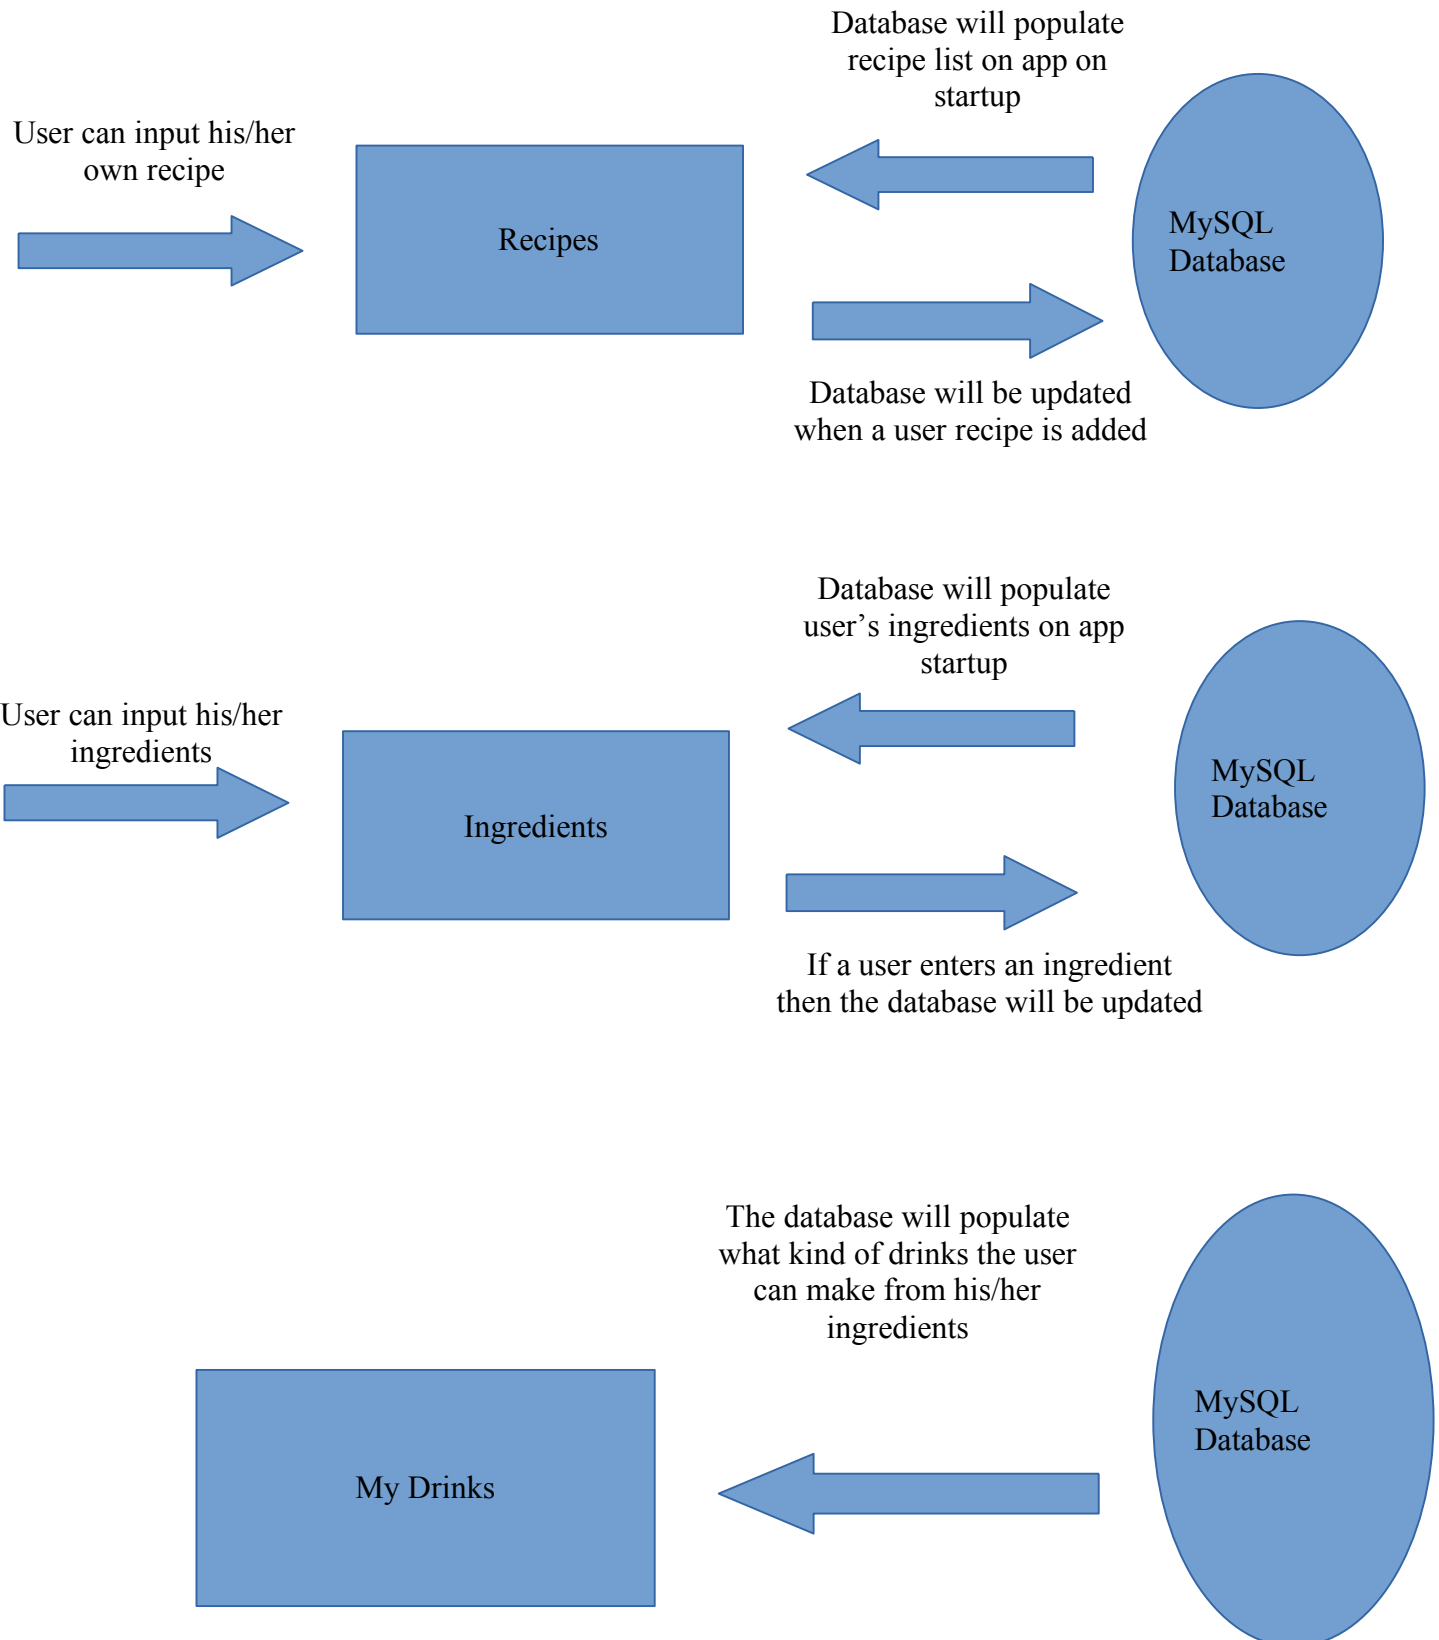 Database will populate
recipe list on app on
startup
User can input his/her
own recipe
Recipes
MySQL
Database
Database will be updated
when a user recipe is added
Database will populate
user’s ingredients on app
startup
User can input his/her
ingredients
Ingredients
MySQL
Database
If a user enters an ingredient
then the database will be updated
The database will populate
what kind of drinks the user
can make from his/her
ingredients
MySQL
Database
My Drinks